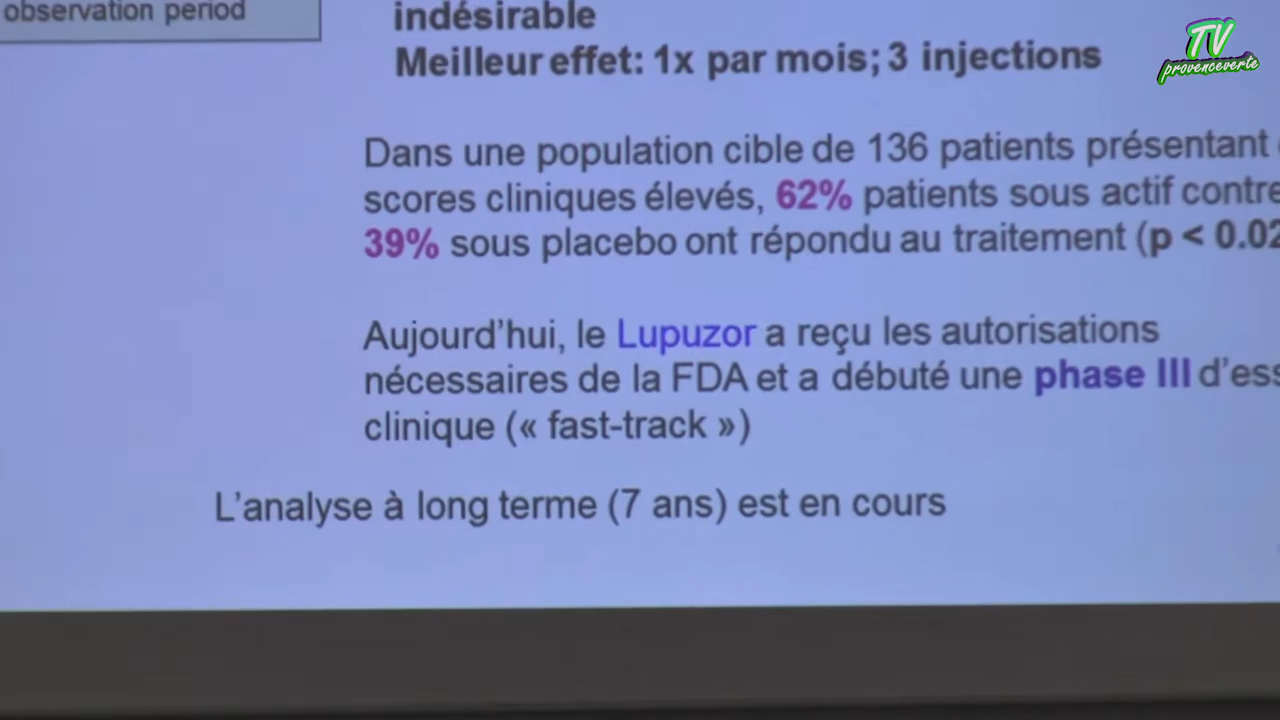 observation period
indésirable
Meilleur effet: 1x par mois; 3 injections
Dans une population cible de 136 patients présentant
scores cliniques élevés, 62% patients sous actif contre
39% sous placebo ont répondu au traitement (p < 0.02
Aujourd'hui, le Lupuzor a reçu les autorisations
nécessaires de la FDA et a débuté une phase III d'ess
clinique (« fast-track »)
L'analyse à long terme (7 ans) est en cours
TV
provenceverte